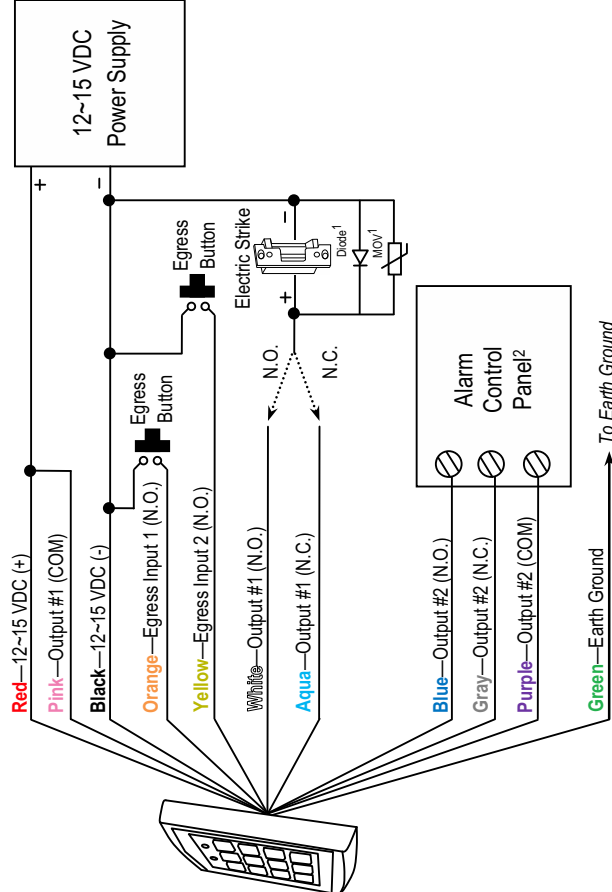 12~15 VDC
Power Supply
+
–
Red—12~15 VDC (+)
Pink—Output #1 (COM)
Black—12~15 VDC (-)
Orange—Egress Input 1 (N.O.)
Yellow—Egress Input 2 (N.O.)
White—Output #1 (N.O.)
Aqua—Output #1 (N.C.)
Blue—Output #2 (N.O.)
Gray—Output #2 (N.C.)
Purple—Output #2 (COM)
Green—Earth Ground
Egress
Button
Egress
Button
Electric Strike
+
–
Diode¹
MOV¹
N.O.
N.C.
Alarm
Control
Panel²
To Earth Ground